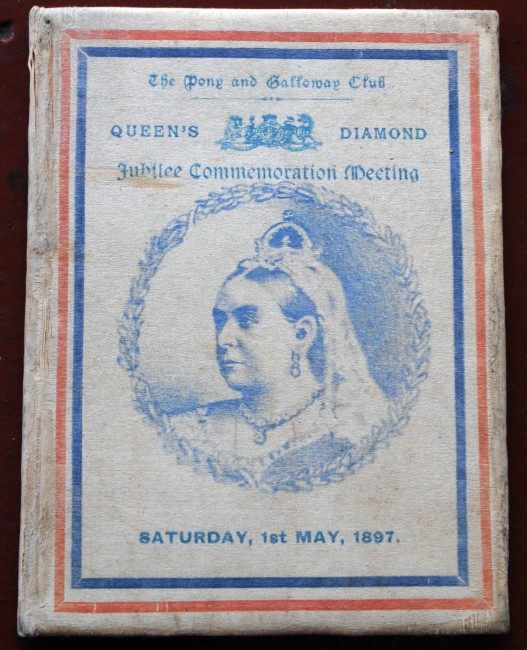 The Pony and Galloway Club
QUEEN'S DIAMOND
Jubilee Commemoration Meeting
SATURDAY, 1st MAY, 1897.